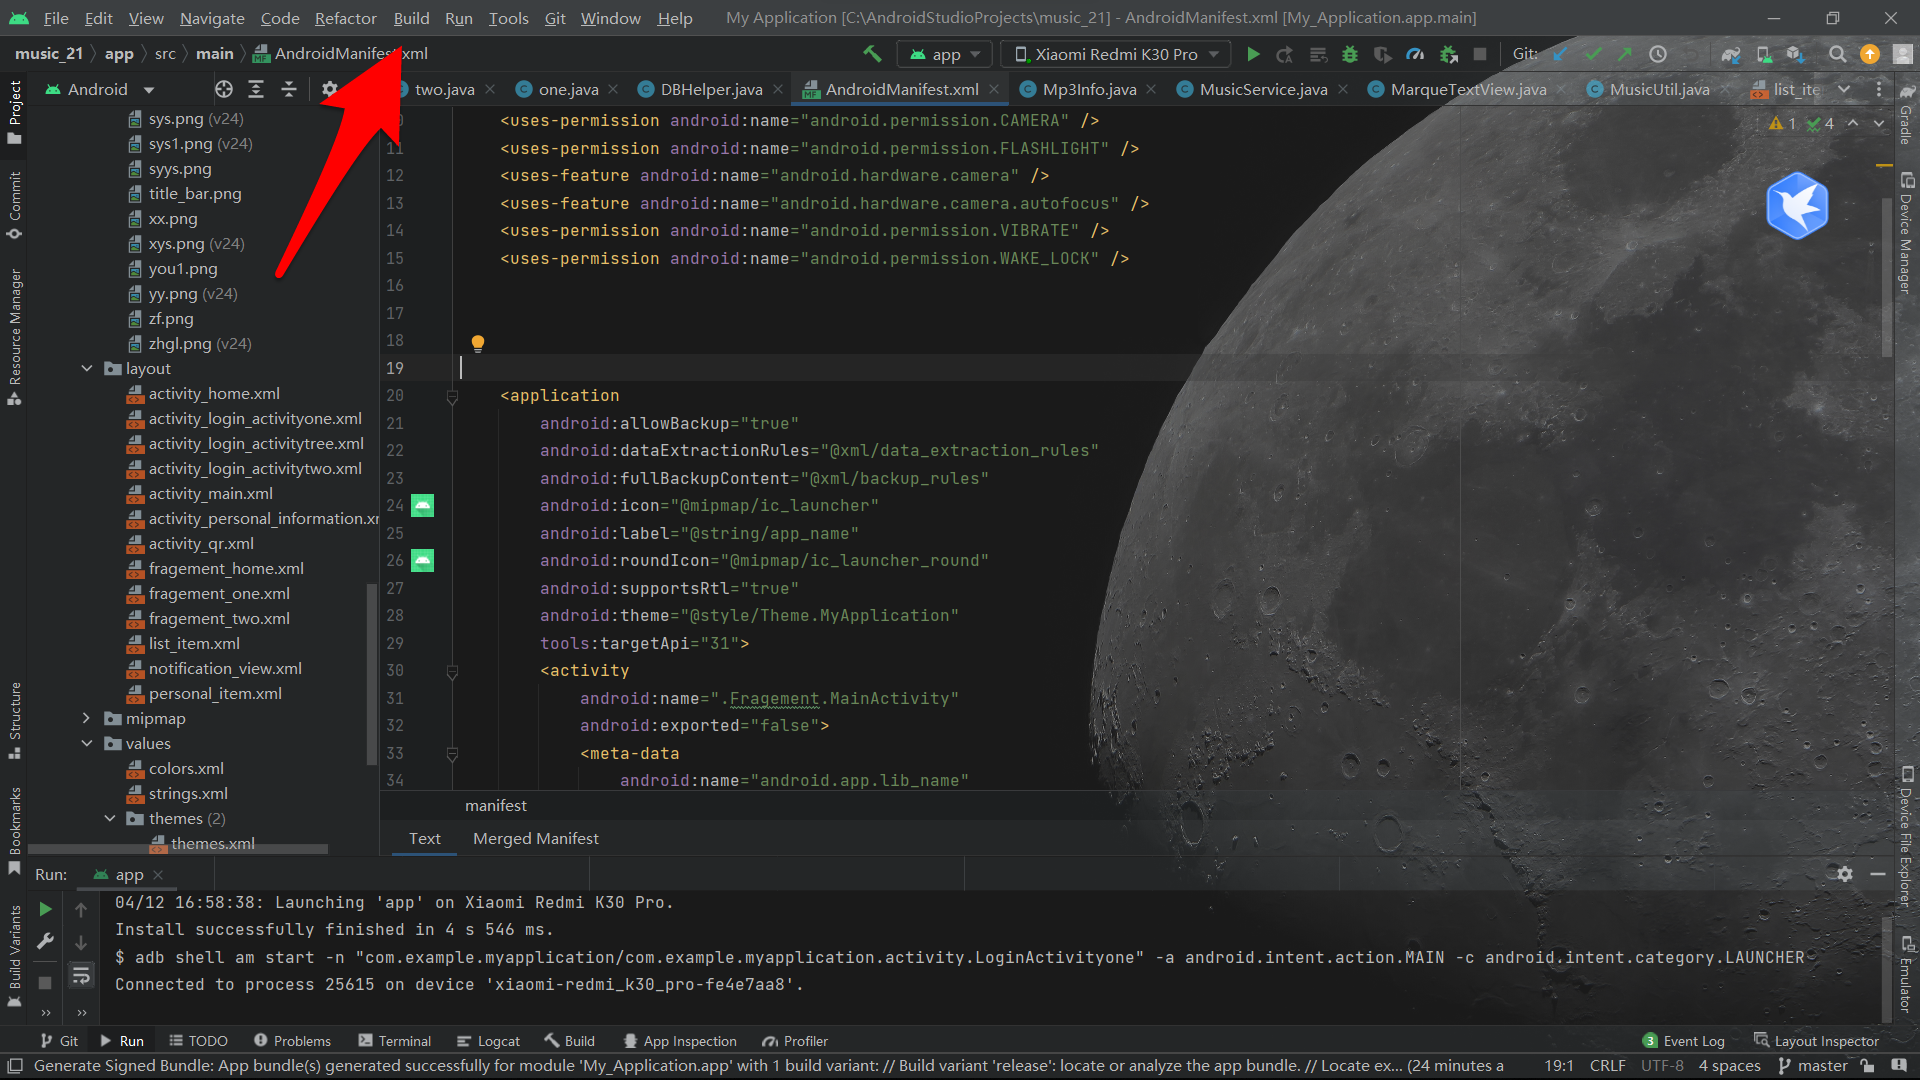 File Edit View Navigate Code Refactor Build Run Tools Git Window Help My Application [C:\AndroidStudioProjects\music_21] - AndroidManifest.xml [My_Application.app.main]
music_21 app src main AndroidManifest.xml app Xiaomi Redmi K30 Pro Git:
Android two.java one.java DBHelper.java AndroidManifest.xml Mp3Info.java MusicService.java MarqueTextView.java MusicUtil.java list_ite
Project
Commit
Resource Manager
Structure
Bookmarks
Build Variants
sys.png (v24)
sys1.png (v24)
syys.png
title_bar.png
xx.png
xys.png (v24)
you1.png
yy.png (v24)
zf.png
zhgl.png (v24)
layout
activity_home.xml
activity_login_activityone.xml
activity_login_activitytree.xml
activity_login_activitytwo.xml
activity_main.xml
activity_personal_information.xm
activity_qr.xml
fragement_home.xml
fragement_one.xml
fragement_two.xml
list_item.xml
notification_view.xml
personal_item.xml
mipmap
values
colors.xml
strings.xml
themes (2)
themes.xml
1 4
<uses-permission android:name="android.permission.CAMERA" />
11 <uses-permission android:name="android.permission.FLASHLIGHT" />
12 <uses-feature android:name="android.hardware.camera" />
13 <uses-feature android:name="android.hardware.camera.autofocus" />
14 <uses-permission android:name="android.permission.VIBRATE" />
15 <uses-permission android:name="android.permission.WAKE_LOCK" />
16
17
18
19
20 <application
21 android:allowBackup="true"
22 android:dataExtractionRules="@xml/data_extraction_rules"
23 android:fullBackupContent="@xml/backup_rules"
24 android:icon="@mipmap/ic_launcher"
25 android:label="@string/app_name"
26 android:roundIcon="@mipmap/ic_launcher_round"
27 android:supportsRtl="true"
28 android:theme="@style/Theme.MyApplication"
29 tools:targetApi="31">
30 <activity
31 android:name=".Fragement.MainActivity"
32 android:exported="false">
33 <meta-data
34 android:name="android.app.lib_name"
manifest
Text Merged Manifest
Gradle
Device Manager
Device File Explorer
Emulator
Run: app
04/12 16:58:38: Launching 'app' on Xiaomi Redmi K30 Pro.
Install successfully finished in 4 s 546 ms.
$ adb shell am start -n "com.example.myapplication/com.example.myapplication.activity.LoginActivityone" -a android.intent.action.MAIN -c android.intent.category.LAUNCHER
Connected to process 25615 on device 'xiaomi-redmi_k30_pro-fe4e7aa8'.
Git Run TODO Problems Terminal Logcat Build App Inspection Profiler 3 Event Log Layout Inspector
Generate Signed Bundle: App bundle(s) generated successfully for module 'My_Application.app' with 1 build variant: // Build variant 'release': locate or analyze the app bundle. // Locate ex... (24 minutes a 19:1 CRLF UTF-8 4 spaces master